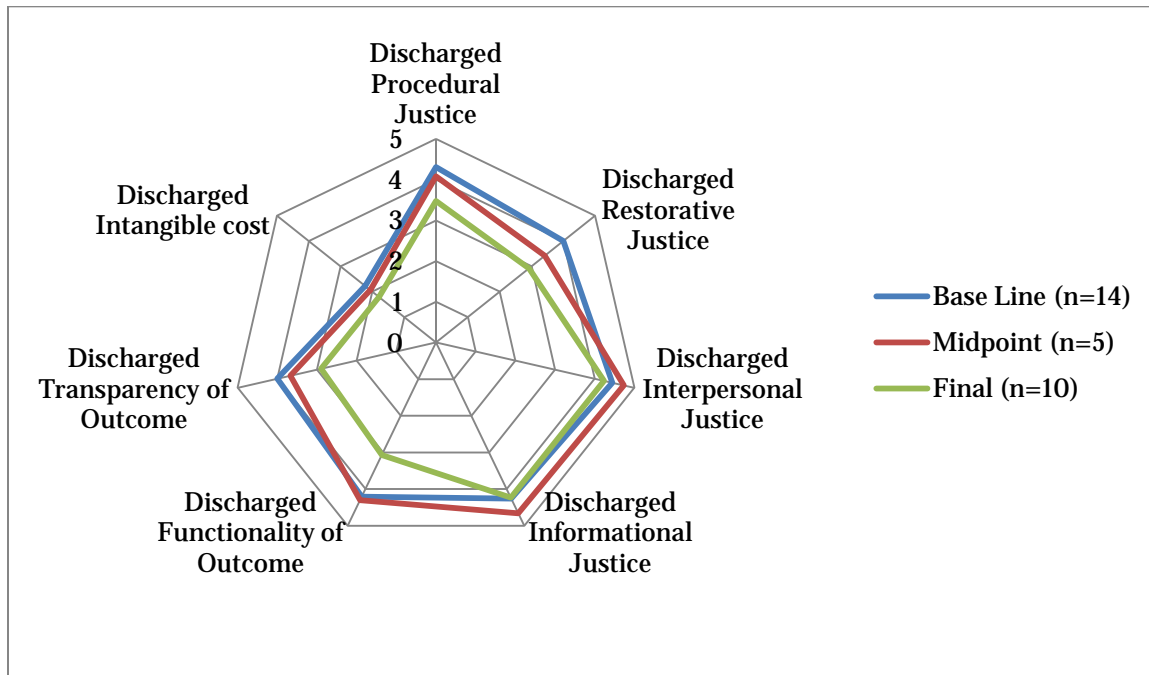 Discharged
Procedural
Justice
5
4
3
2
1
0
Discharged
Restorative
Justice
Discharged
Interpersonal
Justice
Discharged
Informational
Justice
Discharged
Functionality of
Outcome
Discharged
Transparency of
Outcome
Discharged
Intangible cost
Base Line (n=14)
Midpoint (n=5)
Final (n=10)